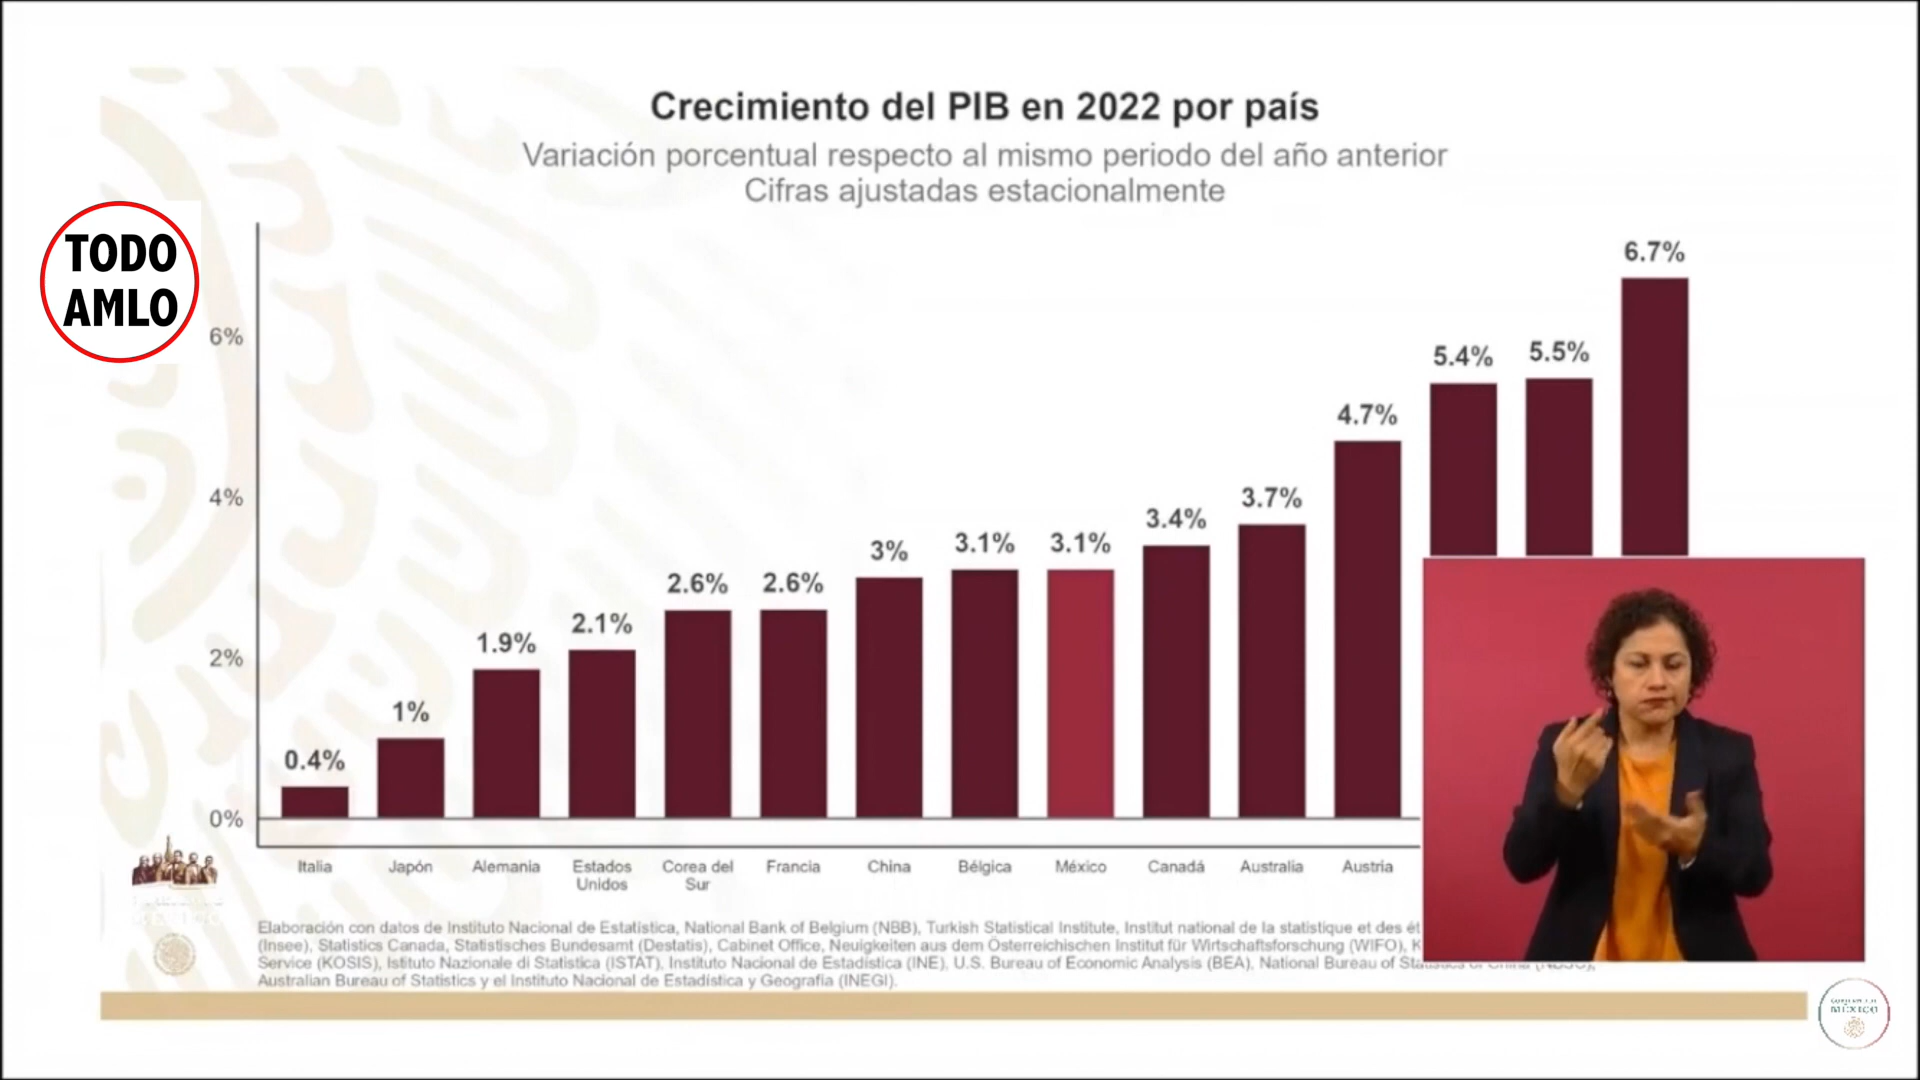 Crecimiento del PIB en 2022 por país
Variación porcentual respecto al mismo periodo del año anterior
Cifras ajustadas estacionalmente
TODO
AMLO
6%
4%
2%
0%
0.4%
1%
1.9%
2.1%
2.6%
2.6%
3%
3.1%
3.1%
3.4%
3.7%
4.7%
5.4%
5.5%
6.7%
Italia
Japón
Alemania
Estados
Unidos
Corea del
Sur
Francia
China
Bélgica
México
Canadá
Australia
Austria
Elaboración con datos de Instituto Nacional de Estatística, National Bank of Belgium (NBB), Turkish Statistical Institute, Institut national de la statistique et des ét
(Insee), Statistics Canada, Statistisches Bundesamt (Destatis), Cabinet Office, Neuigkeiten aus dem Österreichischen Institut für Wirtschaftsforschung (WIFO), K
Service (KOSIS), Istituto Nazionale di Statistica (ISTAT), Instituto Nacional de Estadística (INE), U.S. Bureau of Economic Analysis (BEA), National Bureau of
Australian Bureau of Statistics y el Instituto Nacional de Estadística y Geografía (INEGI).
MÉXICO